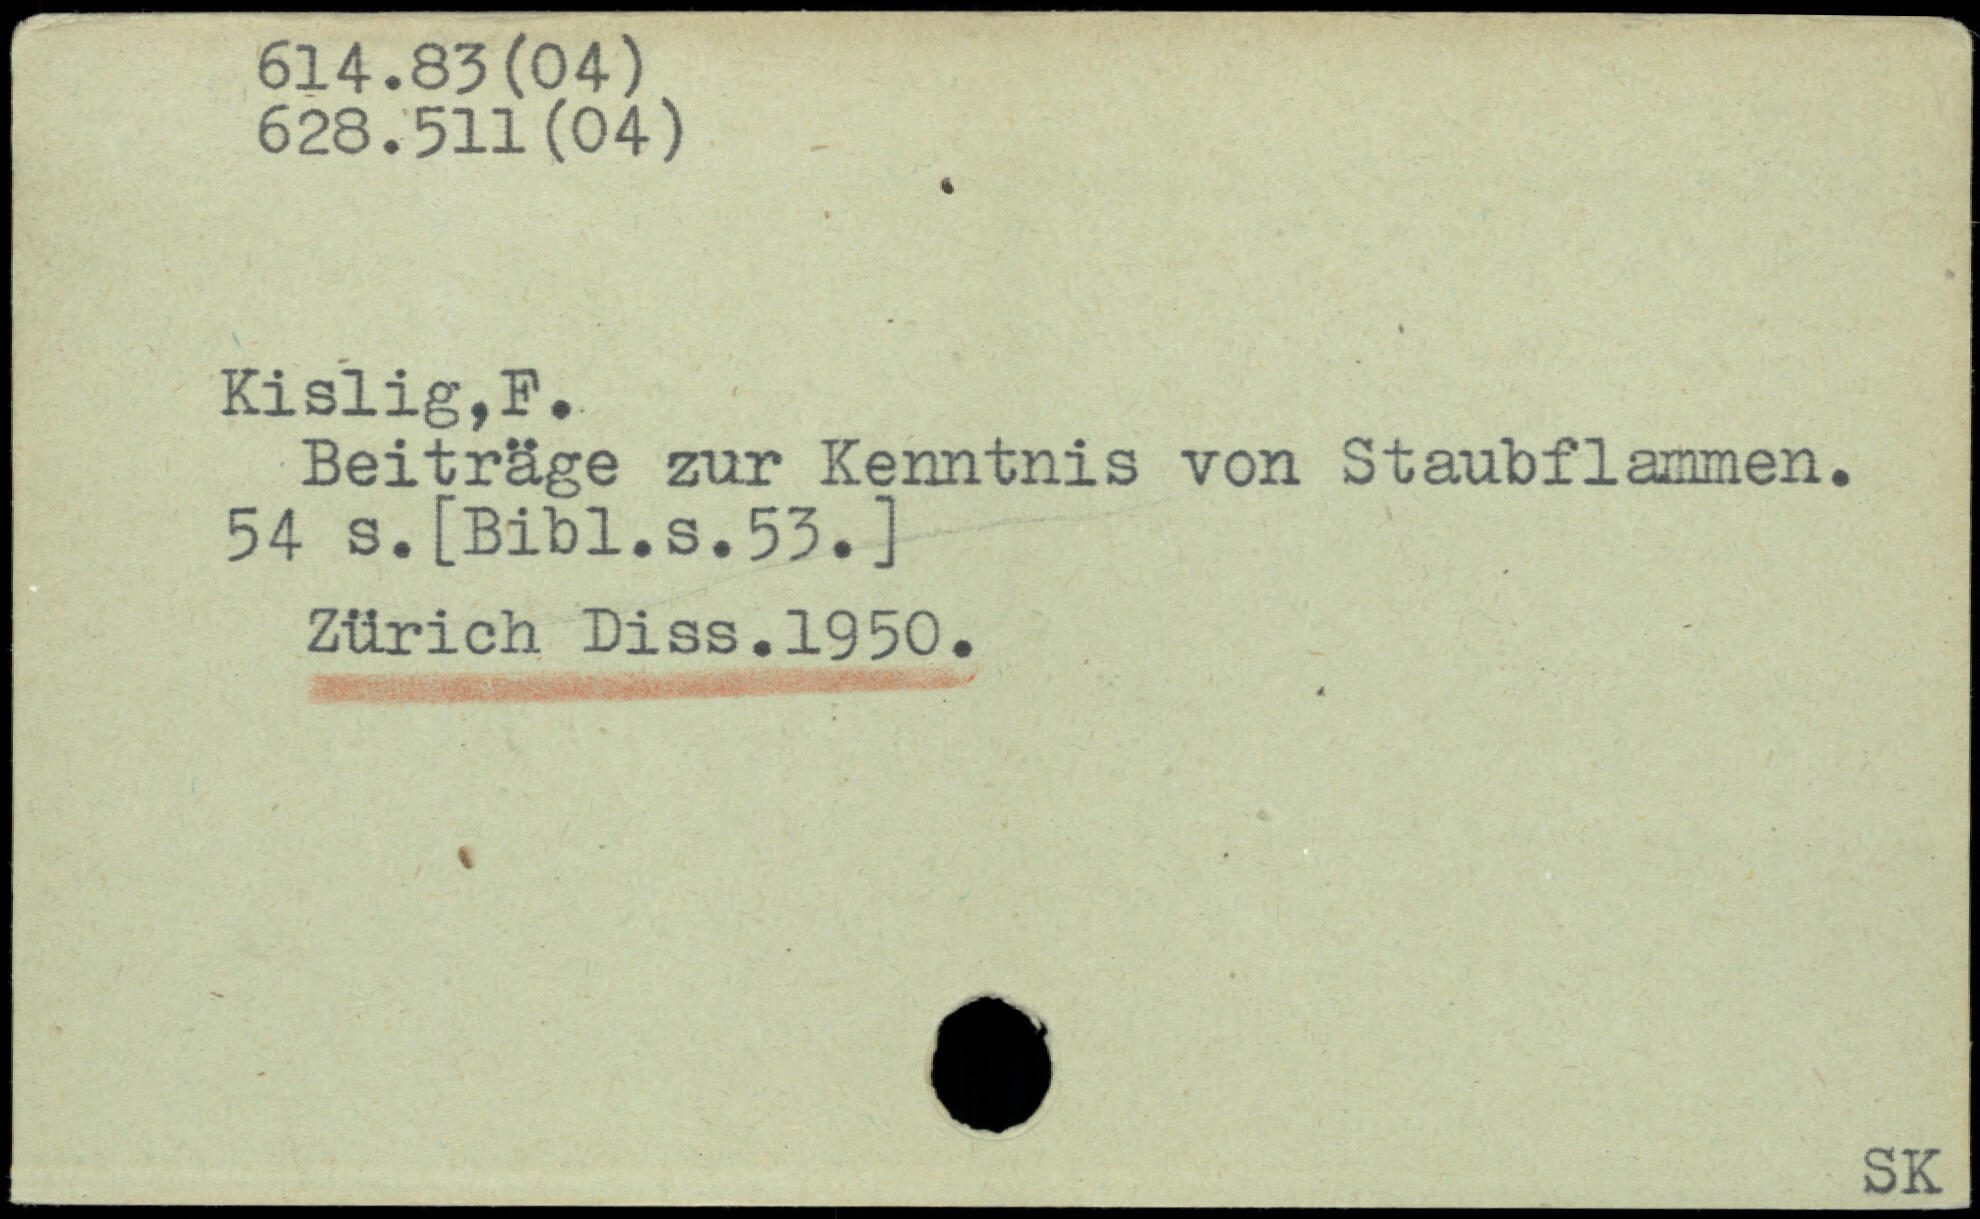 614.83(04)
628.511(04)
Kislig,F.
Beiträge zur Kenntnis von Staubflammen.
54 s.[Bibl.s.53.]
Zürich Diss.1950.
SK